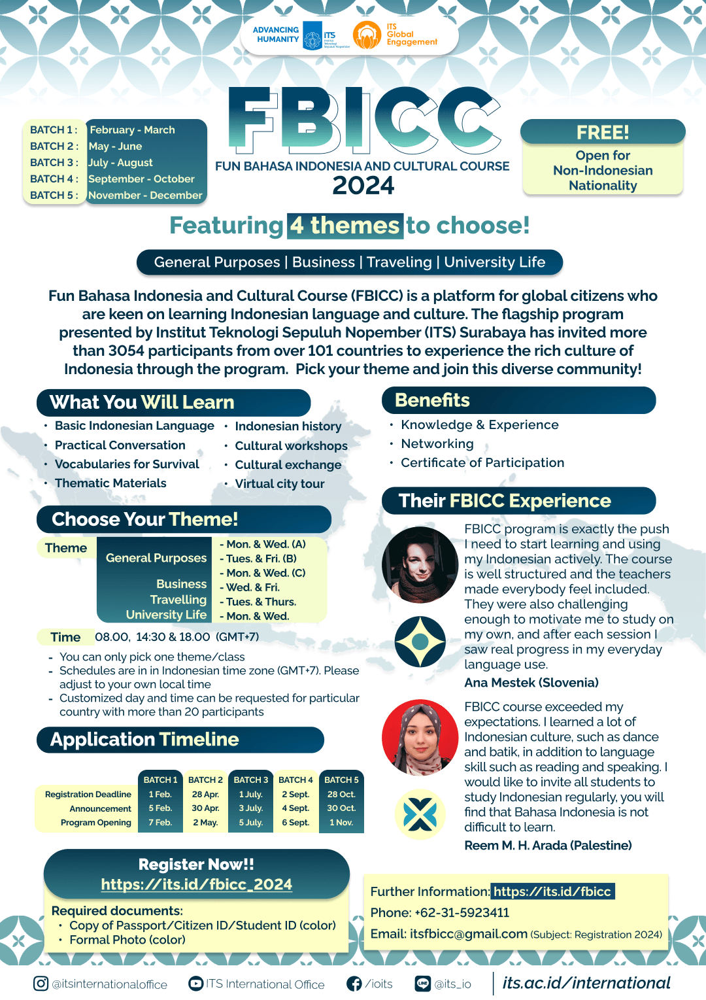 ADVANCING
HUMANITY
iTS
Institut
Teknologi
Sepuluh Nopember
iTS
Global
Engagement
FBICC
FUN BAHASA INDONESIA AND CULTURAL COURSE
2024
BATCH 1 : February - March
BATCH 2 : May - June
BATCH 3 : July - August
BATCH 4 : September - October
BATCH 5 : November - December
FREE!
Open for
Non-Indonesian
Nationality
Featuring 4 themes to choose!
General Purposes | Business | Traveling | University Life
Fun Bahasa Indonesia and Cultural Course (FBICC) is a platform for global citizens who
are keen on learning Indonesian language and culture. The flagship program
presented by Institut Teknologi Sepuluh Nopember (ITS) Surabaya has invited more
than 3054 participants from over 101 countries to experience the rich culture of
Indonesia through the program. Pick your theme and join this diverse community!
What You Will Learn
• Basic Indonesian Language
• Practical Conversation
• Vocabularies for Survival
• Thematic Materials
• Indonesian history
• Cultural workshops
• Cultural exchange
• Virtual city tour
Choose Your Theme!
Theme
General Purposes
Business
Travelling
University Life
- Mon. & Wed. (A)
- Tues. & Fri. (B)
- Mon. & Wed. (C)
- Wed. & Fri.
- Tues. & Thurs.
- Mon. & Wed.
Time 08.00, 14:30 & 18.00 (GMT+7)
- You can only pick one theme/class
- Schedules are in in Indonesian time zone (GMT+7). Please
adjust to your own local time
- Customized day and time can be requested for particular
country with more than 20 participants
Application Timeline
BATCH 1 BATCH 2 BATCH 3 BATCH 4 BATCH 5
Registration Deadline 1 Feb. 28 Apr. 1 July. 2 Sept. 28 Oct.
Announcement 5 Feb. 30 Apr. 3 July. 4 Sept. 30 Oct.
Program Opening 7 Feb. 2 May. 5 July. 6 Sept. 1 Nov.
Register Now!!
https://its.id/fbicc_2024
Required documents:
• Copy of Passport/Citizen ID/Student ID (color)
• Formal Photo (color)
Benefits
• Knowledge & Experience
• Networking
• Certificate of Participation
Their FBICC Experience
FBICC program is exactly the push
I need to start learning and using
my Indonesian actively. The course
is well structured and the teachers
made everybody feel included.
They were also challenging
enough to motivate me to study on
my own, and after each session I
saw real progress in my everyday
language use.
Ana Mestek (Slovenia)
FBICC course exceeded my
expectations. I learned a lot of
Indonesian culture, such as dance
and batik, in addition to language
skill such as reading and speaking. I
would like to invite all students to
study Indonesian regularly, you will
find that Bahasa Indonesia is not
difficult to learn.
Reem M. H. Arada (Palestine)
Further Information: https://its.id/fbicc
Phone: +62-31-5923411
Email: itsfbicc@gmail.com (Subject: Registration 2024)
@itsinternationaloffice
ITS International Office
/ioits
LINE
@its_io
its.ac.id/international